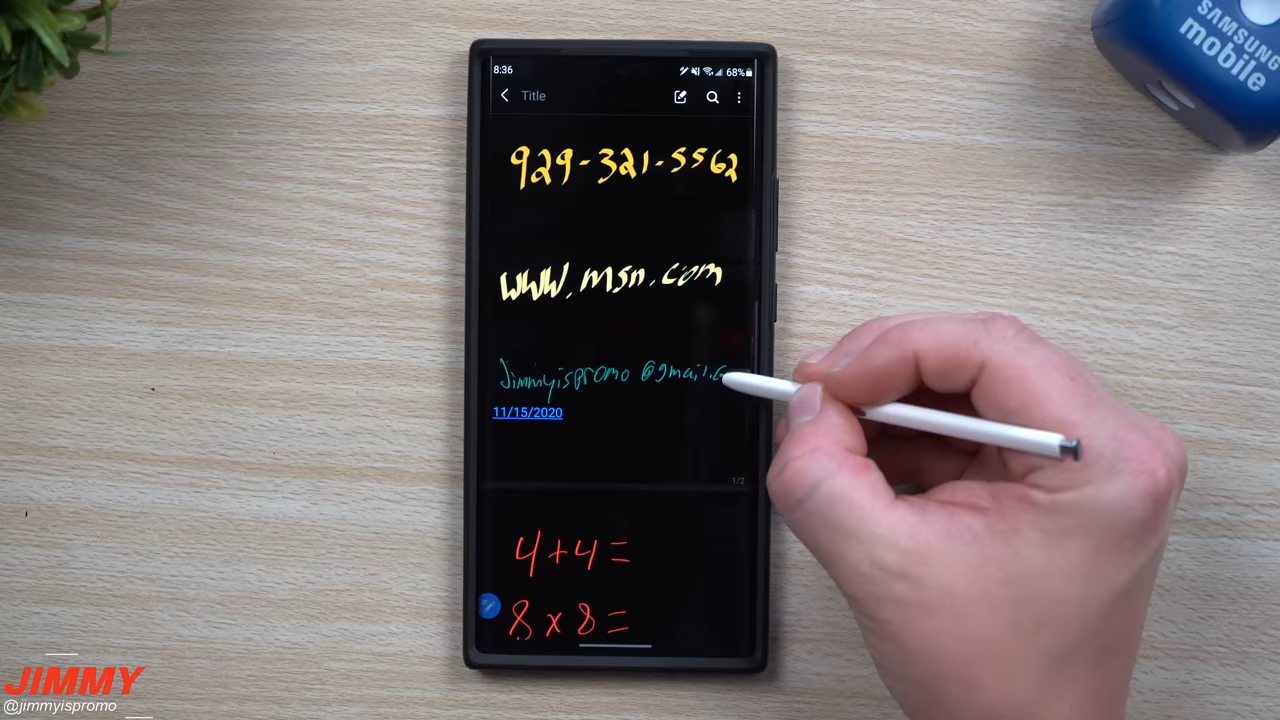 8:36 68%
Title
929-321-5562
www.msn.com
Jimmyispromo@gmail.c
11/15/2020
1/2
4+4=
8x8=
SAMSUNG
mobile
JIMMY
@jimmyispromo